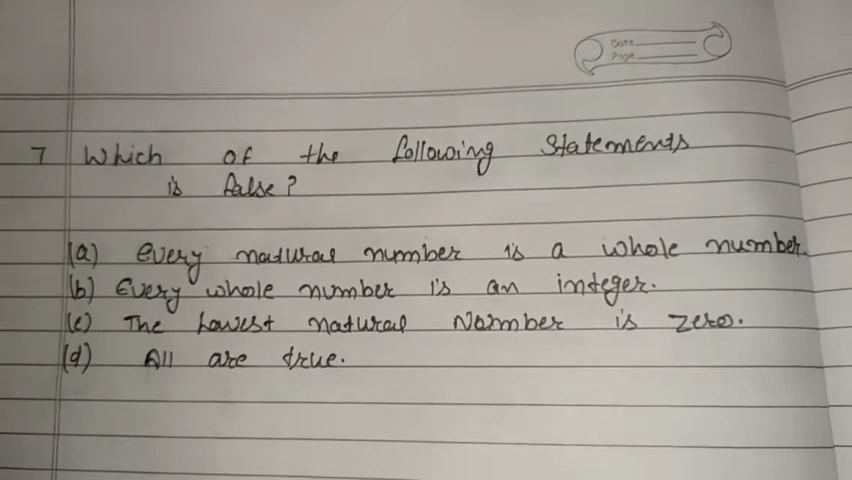 Date
Page
7 Which of the following Statements
is false?
(a) Every natural number is a whole number.
(b) Every whole number is an integer.
(c) The Lowest natural Nomber is zero.
(d) All are true.